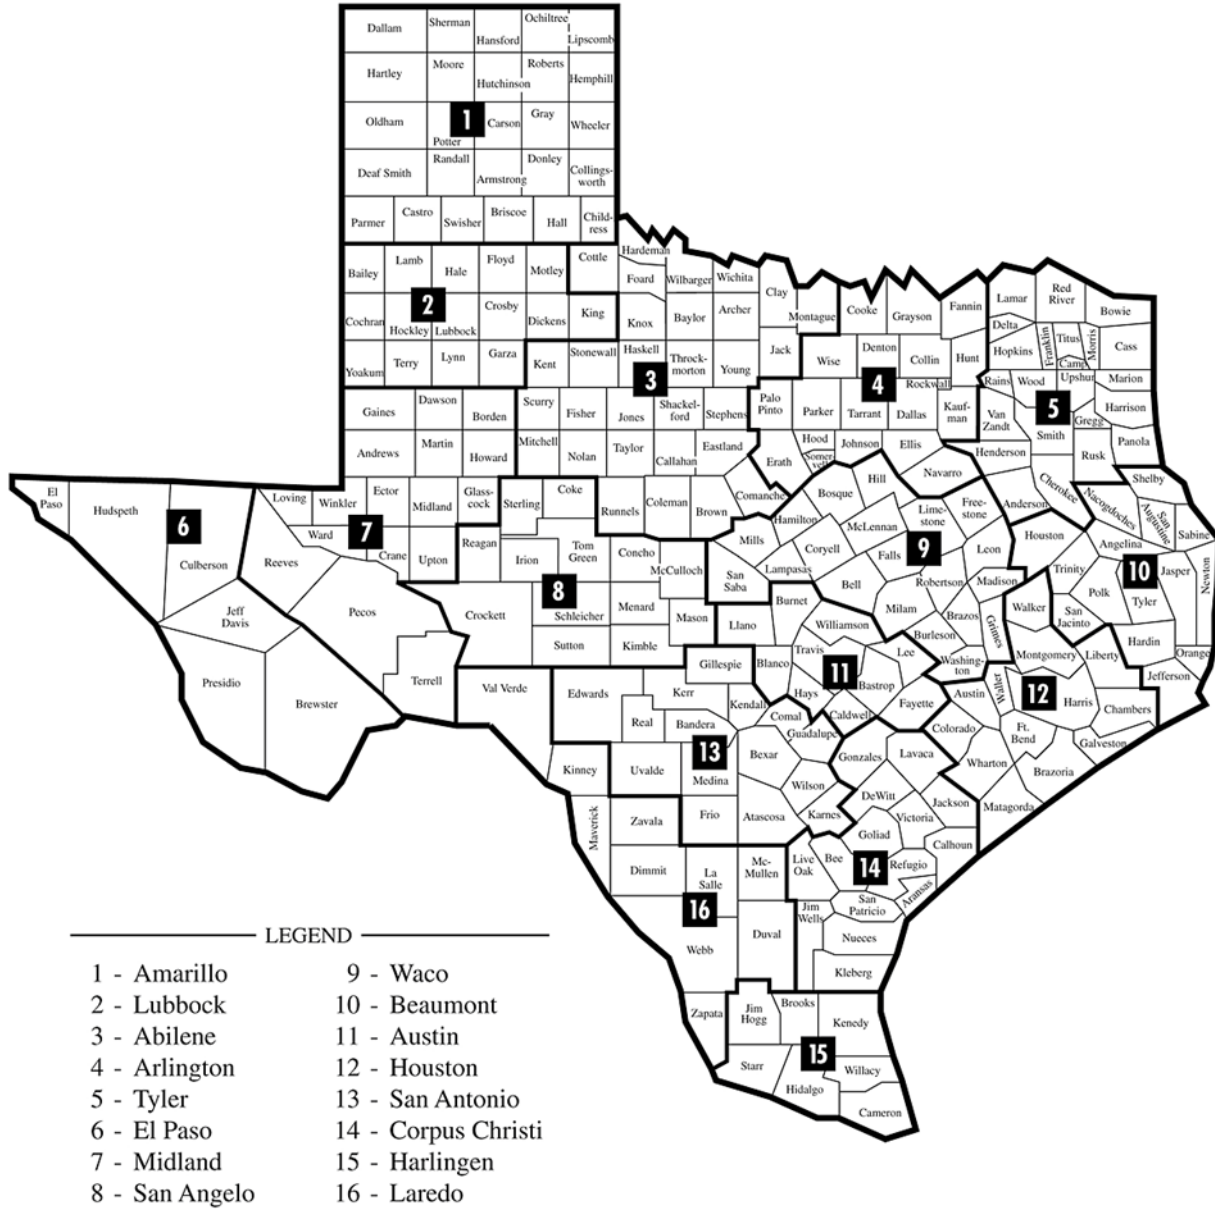 Dallam Sherman Hansford Ochiltree Lipscomb
Hartley Moore Hutchinson Roberts Hemphill
Oldham Potter 1 Carson Gray Wheeler
Deaf Smith Randall Armstrong Donley Collings-
worth
Parmer Castro Swisher Briscoe Hall Child-
ress
Bailey Lamb Hale Floyd Motley Cottle Hardeman
Foard Wilbarger Wichita Clay Montague Cooke Grayson Fannin Lamar Red
River Bowie
Cochran Hockley 2 Lubbock Crosby Dickens King Knox Baylor Archer
Delta Hopkins Franklin Titus Camp Morris Cass
Yoakum Terry Lynn Garza Kent Stonewall Haskell 3 Throck-
morton Young Jack Wise Denton 4 Collin Rockwall Hunt
Rains Wood Upshur Marion
Gaines Dawson Borden Scurry Fisher Jones Shackel-
ford Stephens Palo
Pinto Parker Tarrant Dallas Kauf-
man Van
Zandt 5 Smith Gregg Harrison
Andrews Martin Howard Mitchell Nolan Taylor Callahan Eastland Erath Hood Somer-
vell Johnson Ellis Henderson Rusk Panola
El
Paso Hudspeth 6 Culberson Loving Winkler Ector Midland Glass-
cock Sterling Coke Runnels Coleman Brown Comanche Hamilton Bosque Hill Navarro Free-
stone Anderson Cherokee Nacogdoches Shelby San
Augustine Sabine
7 Ward Crane Upton Reagan Irion Tom
Green Concho McCulloch San
Saba Mills Lampasas Coryell McLennan Lime-
stone Falls 9 Leon Houston Angelina
Reeves Jeff
Davis Pecos Crockett 8 Schleicher Menard Mason Llano Burnet Bell Milam Robertson Madison Brazos Grimes Walker Trinity Polk San
Jacinto 10 Tyler Jasper Newton
Presidio Brewster Terrell Val Verde Sutton Kimble Gillespie Blanco Williamson Travis 11 Lee Burleson Washing-
ton Montgomery Liberty Hardin Orange Jefferson
Edwards Real Kerr Bandera Kendall Hays Comal Caldwell Bastrop Fayette Austin Waller 12 Harris Chambers
Kinney Uvalde 13 Medina Bexar Guadalupe Gonzales Lavaca Colorado Wharton Ft.
Bend Brazoria Galveston
Maverick Zavala Frio Atascosa Wilson Karnes DeWitt Victoria Jackson Matagorda
Dimmit La
Salle Mc-
Mullen Live
Oak Bee Goliad 14 Refugio Calhoun Aransas
16 Webb Duval Jim
Wells San
Patricio Nueces Kleberg
Zapata Jim
Hogg Brooks Kenedy
Starr Hidalgo 15 Willacy Cameron
LEGEND
1 - Amarillo
2 - Lubbock
3 - Abilene
4 - Arlington
5 - Tyler
6 - El Paso
7 - Midland
8 - San Angelo
9 - Waco
10 - Beaumont
11 - Austin
12 - Houston
13 - San Antonio
14 - Corpus Christi
15 - Harlingen
16 - Laredo